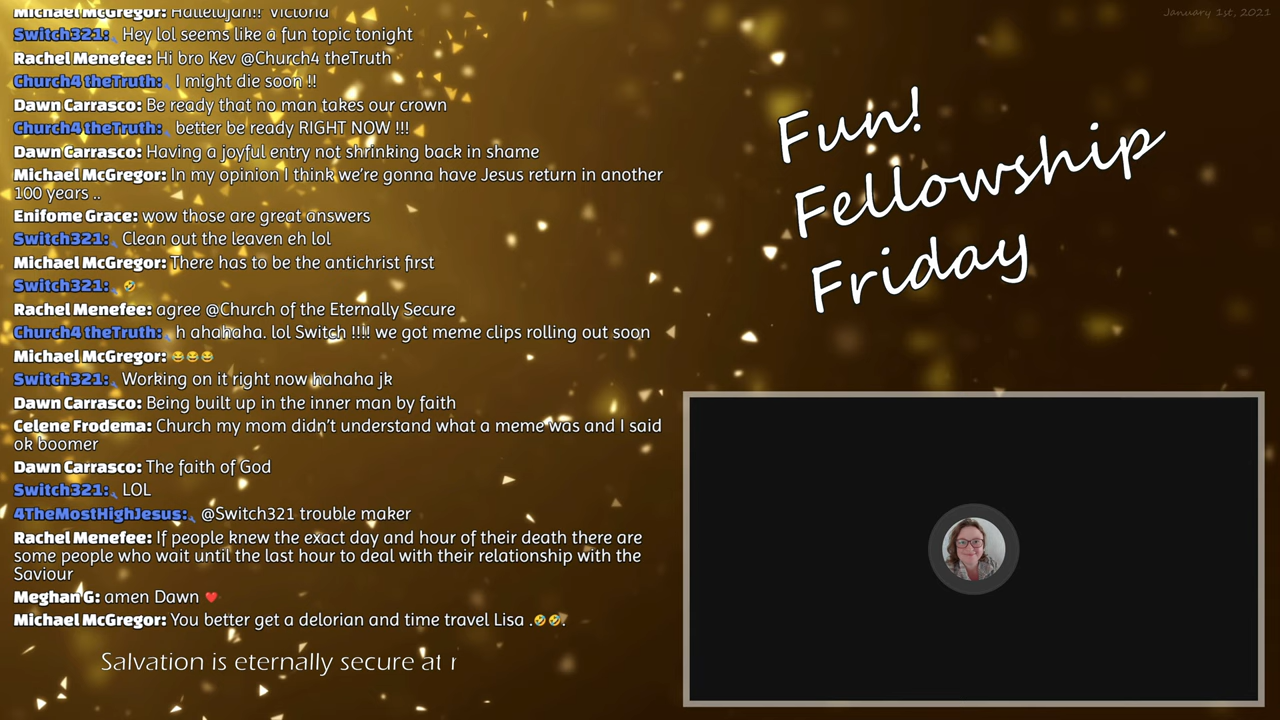 Michael McGregor: Hallelujah!! Victoria
Switch321: Hey lol seems like a fun topic tonight
Rachel Menefee: Hi bro Kev @Church4 theTruth
Church4 theTruth: I might die soon !!
Dawn Carrasco: Be ready that no man takes our crown
Church4 theTruth: better be ready RIGHT NOW !!!
Dawn Carrasco: Having a joyful entry not shrinking back in shame
Michael McGregor: In my opinion I think we're gonna have Jesus return in another
100 years ..
Enifome Grace: wow those are great answers
Switch321: Clean out the leaven eh lol
Michael McGregor: There has to be the antichrist first
Switch321: 🤣
Rachel Menefee: agree @Church of the Eternally Secure
Church4 theTruth: h ahahaha. lol Switch !!!! we got meme clips rolling out soon
Michael McGregor: 😂😂😂
Switch321: Working on it right now hahaha jk
Dawn Carrasco: Being built up in the inner man by faith
Celene Frodema: Church my mom didn't understand what a meme was and I said
ok boomer
Dawn Carrasco: The faith of God
Switch321: LOL
4TheMostHighJesus: @Switch321 trouble maker
Rachel Menefee: If people knew the exact day and hour of their death there are
some people who wait until the last hour to deal with their relationship with the
Saviour
Meghan G: amen Dawn ❤️
Michael McGregor: You better get a delorian and time travel Lisa .🤣🤣.
Salvation is eternally secure at r
January 1st, 2021
Fun!
Fellowship
Friday